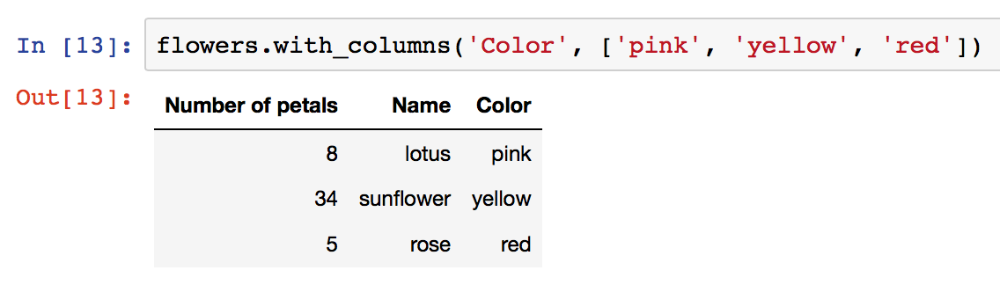 In [13]: flowers.with_columns('Color', ['pink', 'yellow', 'red'])
Out[13]:
Number of petals Name Color
8 lotus pink
34 sunflower yellow
5 rose red